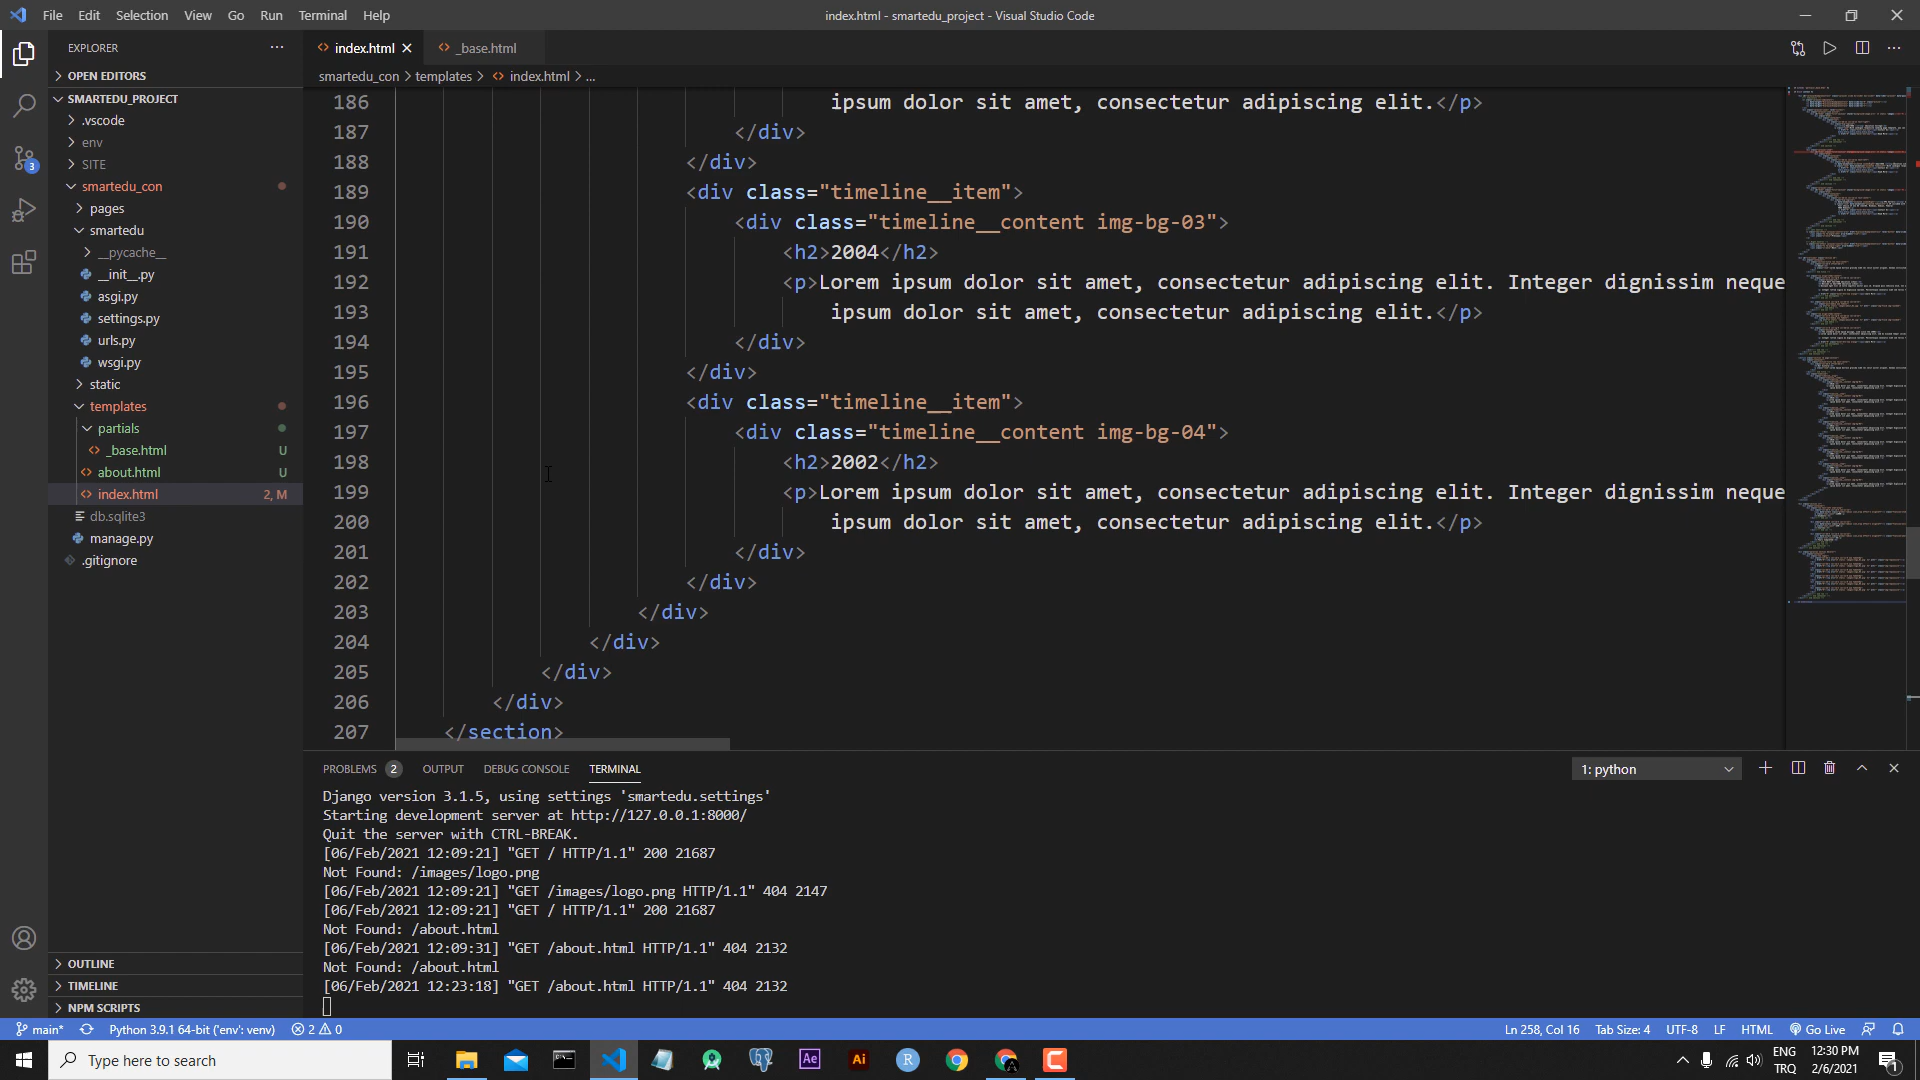 File Edit Selection View Go Run Terminal Help
index.html - smartedu_project - Visual Studio Code
EXPLORER
index.html
_base.html
OPEN EDITORS
smartedu_con > templates > index.html > ...
SMARTEDU_PROJECT
.vscode
env
SITE
3
smartedu_con
pages
smartedu
__pycache__
__init__.py
asgi.py
settings.py
urls.py
wsgi.py
static
templates
partials
_base.html U
about.html U
index.html 2, M
db.sqlite3
manage.py
.gitignore
OUTLINE
TIMELINE
NPM SCRIPTS
186 ipsum dolor sit amet, consectetur adipiscing elit.</p>
187 </div>
188 </div>
189 <div class="timeline__item">
190 <div class="timeline__content img-bg-03">
191 <h2>2004</h2>
192 <p>Lorem ipsum dolor sit amet, consectetur adipiscing elit. Integer dignissim neque
193 ipsum dolor sit amet, consectetur adipiscing elit.</p>
194 </div>
195 </div>
196 <div class="timeline__item">
197 <div class="timeline__content img-bg-04">
198 <h2>2002</h2>
199 <p>Lorem ipsum dolor sit amet, consectetur adipiscing elit. Integer dignissim neque
200 ipsum dolor sit amet, consectetur adipiscing elit.</p>
201 </div>
202 </div>
203 </div>
204 </div>
205 </div>
206 </div>
207 </section>
PROBLEMS 2 OUTPUT DEBUG CONSOLE TERMINAL
1: python
Django version 3.1.5, using settings 'smartedu.settings'
Starting development server at http://127.0.0.1:8000/
Quit the server with CTRL-BREAK.
[06/Feb/2021 12:09:21] "GET / HTTP/1.1" 200 21687
Not Found: /images/logo.png
[06/Feb/2021 12:09:21] "GET /images/logo.png HTTP/1.1" 404 2147
[06/Feb/2021 12:09:21] "GET / HTTP/1.1" 200 21687
Not Found: /about.html
[06/Feb/2021 12:09:31] "GET /about.html HTTP/1.1" 404 2132
Not Found: /about.html
[06/Feb/2021 12:23:18] "GET /about.html HTTP/1.1" 404 2132
main* Python 3.9.1 64-bit ('env': venv) 2 0
Ln 258, Col 16 Tab Size: 4 UTF-8 LF HTML Go Live
Type here to search
Ae Ai R
ENG
TRQ
12:30 PM
2/6/2021
1